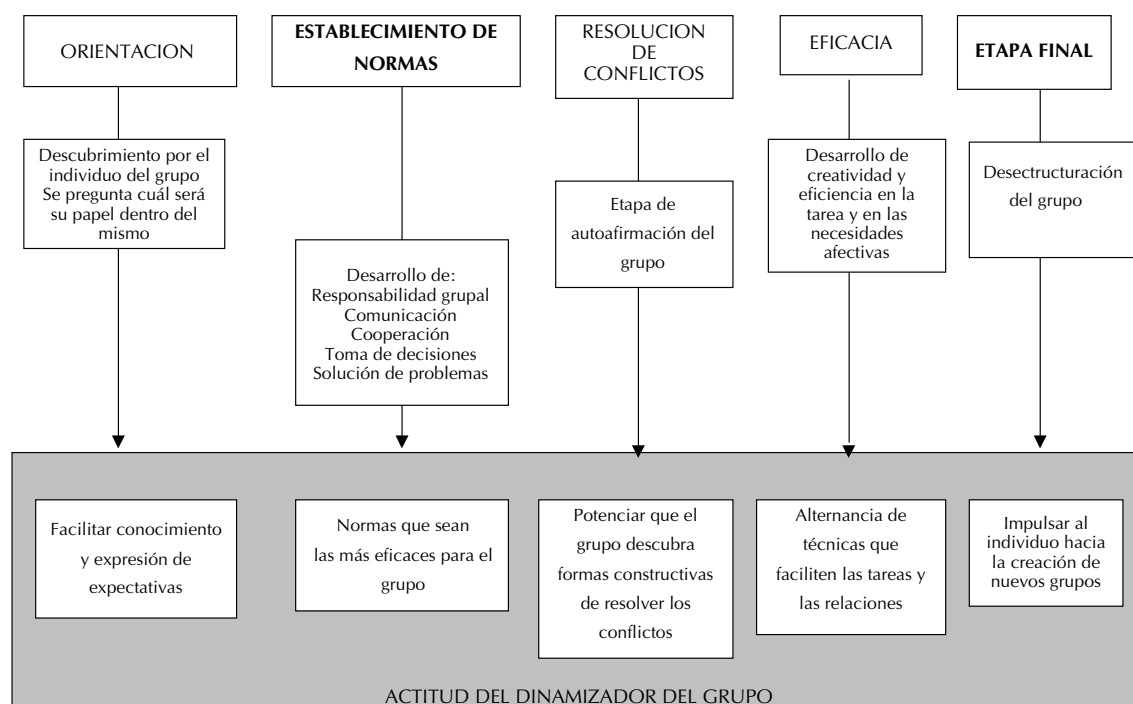 ORIENTACION
ESTABLECIMIENTO DE
NORMAS
RESOLUCION
DE
CONFLICTOS
EFICACIA
ETAPA FINAL
Descubrimiento por el
individuo del grupo
Se pregunta cuál será
su papel dentro del
mismo
Desarrollo de:
Responsabilidad grupal
Comunicación
Cooperación
Toma de decisiones
Solución de problemas
Etapa de
autoafirmación del
grupo
Desarrollo de
creatividad y
eficiencia en la
tarea y en las
necesidades
afectivas
Desectructuración
del grupo
Facilitar conocimiento
y expresión de
expectativas
Normas que sean
las más eficaces para el
grupo
Potenciar que el
grupo descubra
formas constructivas
de resolver los
conflictos
Alternancia de
técnicas que
faciliten las tareas y
las relaciones
Impulsar al
individuo hacia
la creación de
nuevos grupos
ACTITUD DEL DINAMIZADOR DEL GRUPO